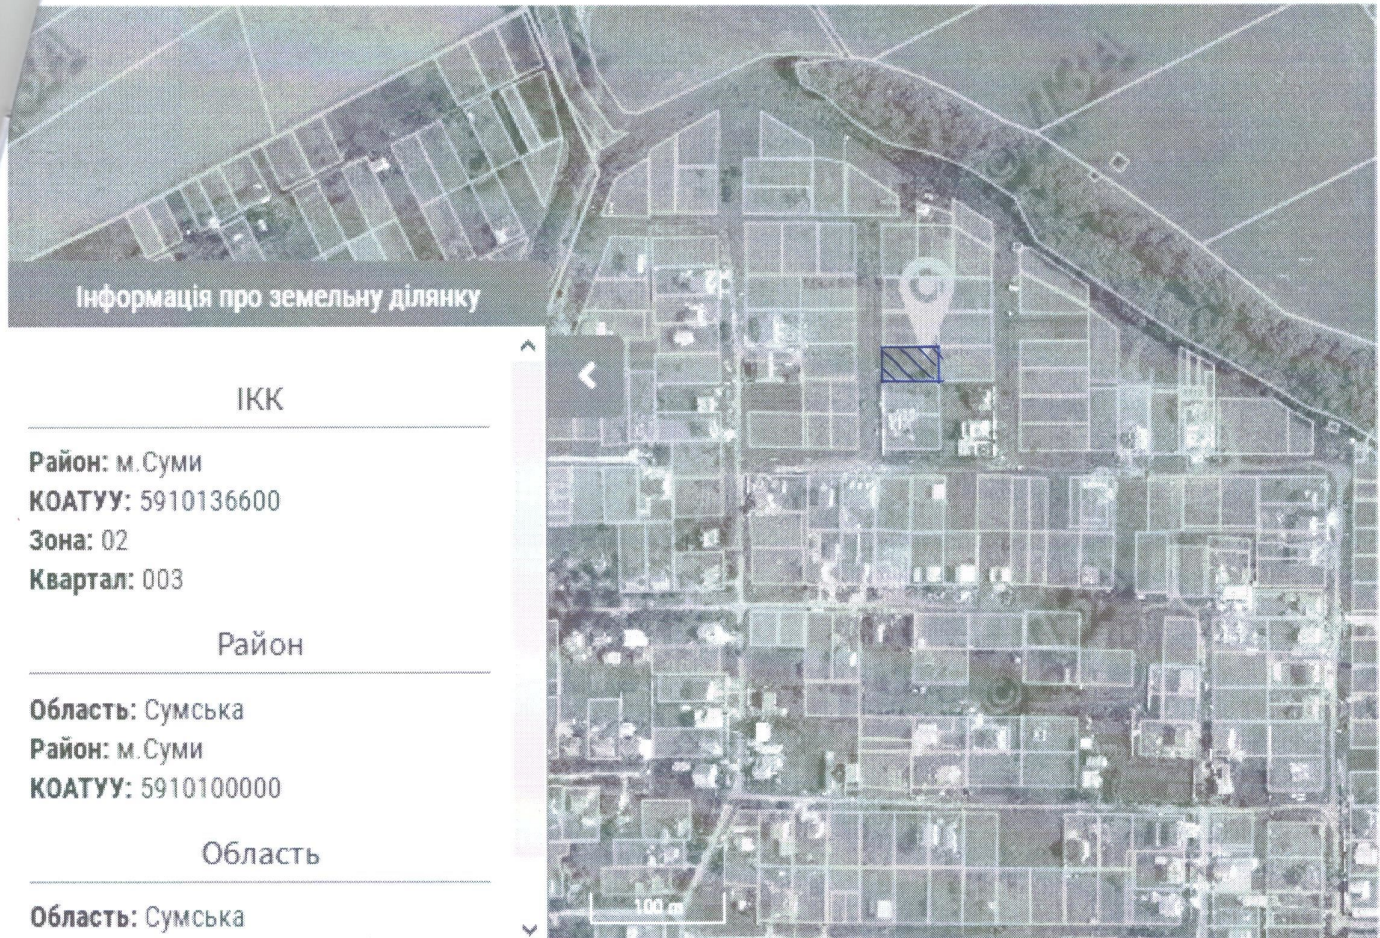 Інформація про земельну ділянку
ІКК
Район: м.Суми
КОАТУУ: 5910136600
Зона: 02
Квартал: 003
Район
Область: Сумська
Район: м.Суми
КОАТУУ: 5910100000
Область
Область: Сумська
100 m